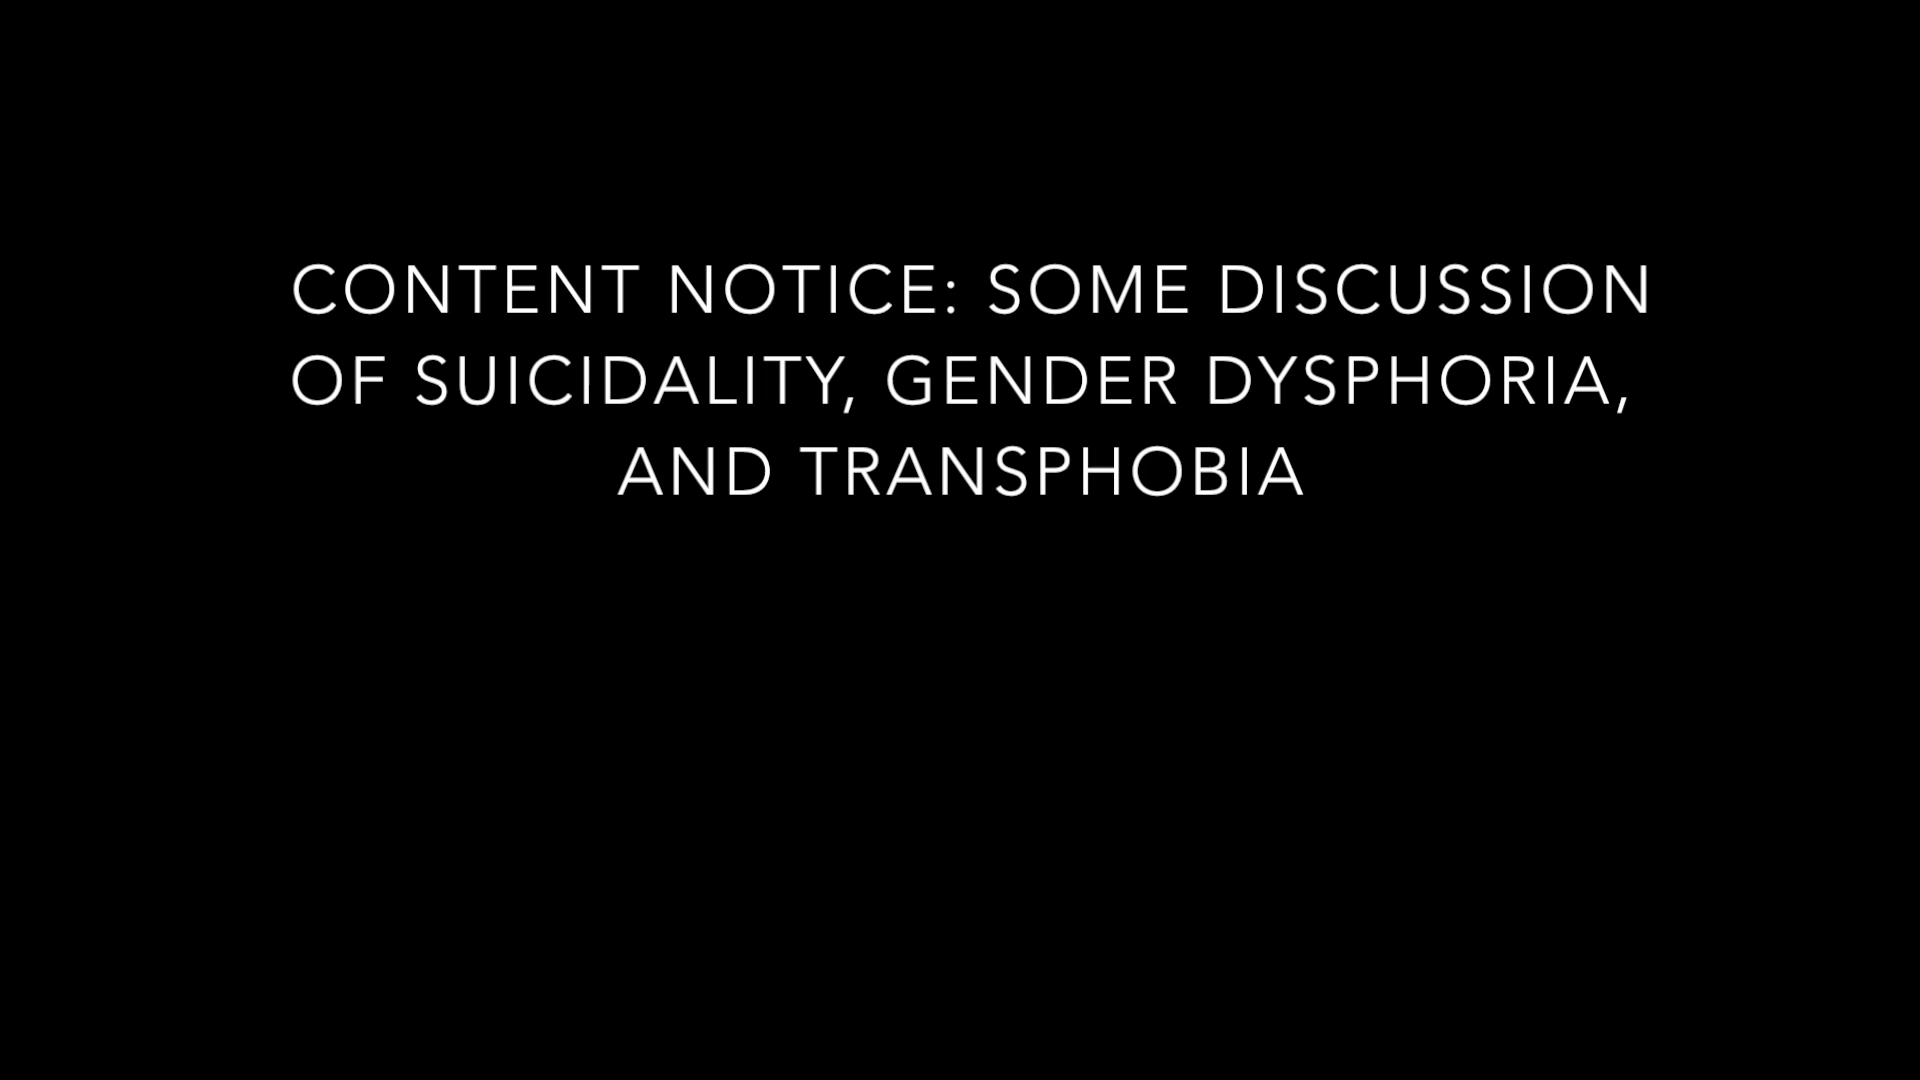 CONTENT NOTICE: SOME DISCUSSION
OF SUICIDALITY, GENDER DYSPHORIA,
AND TRANSPHOBIA